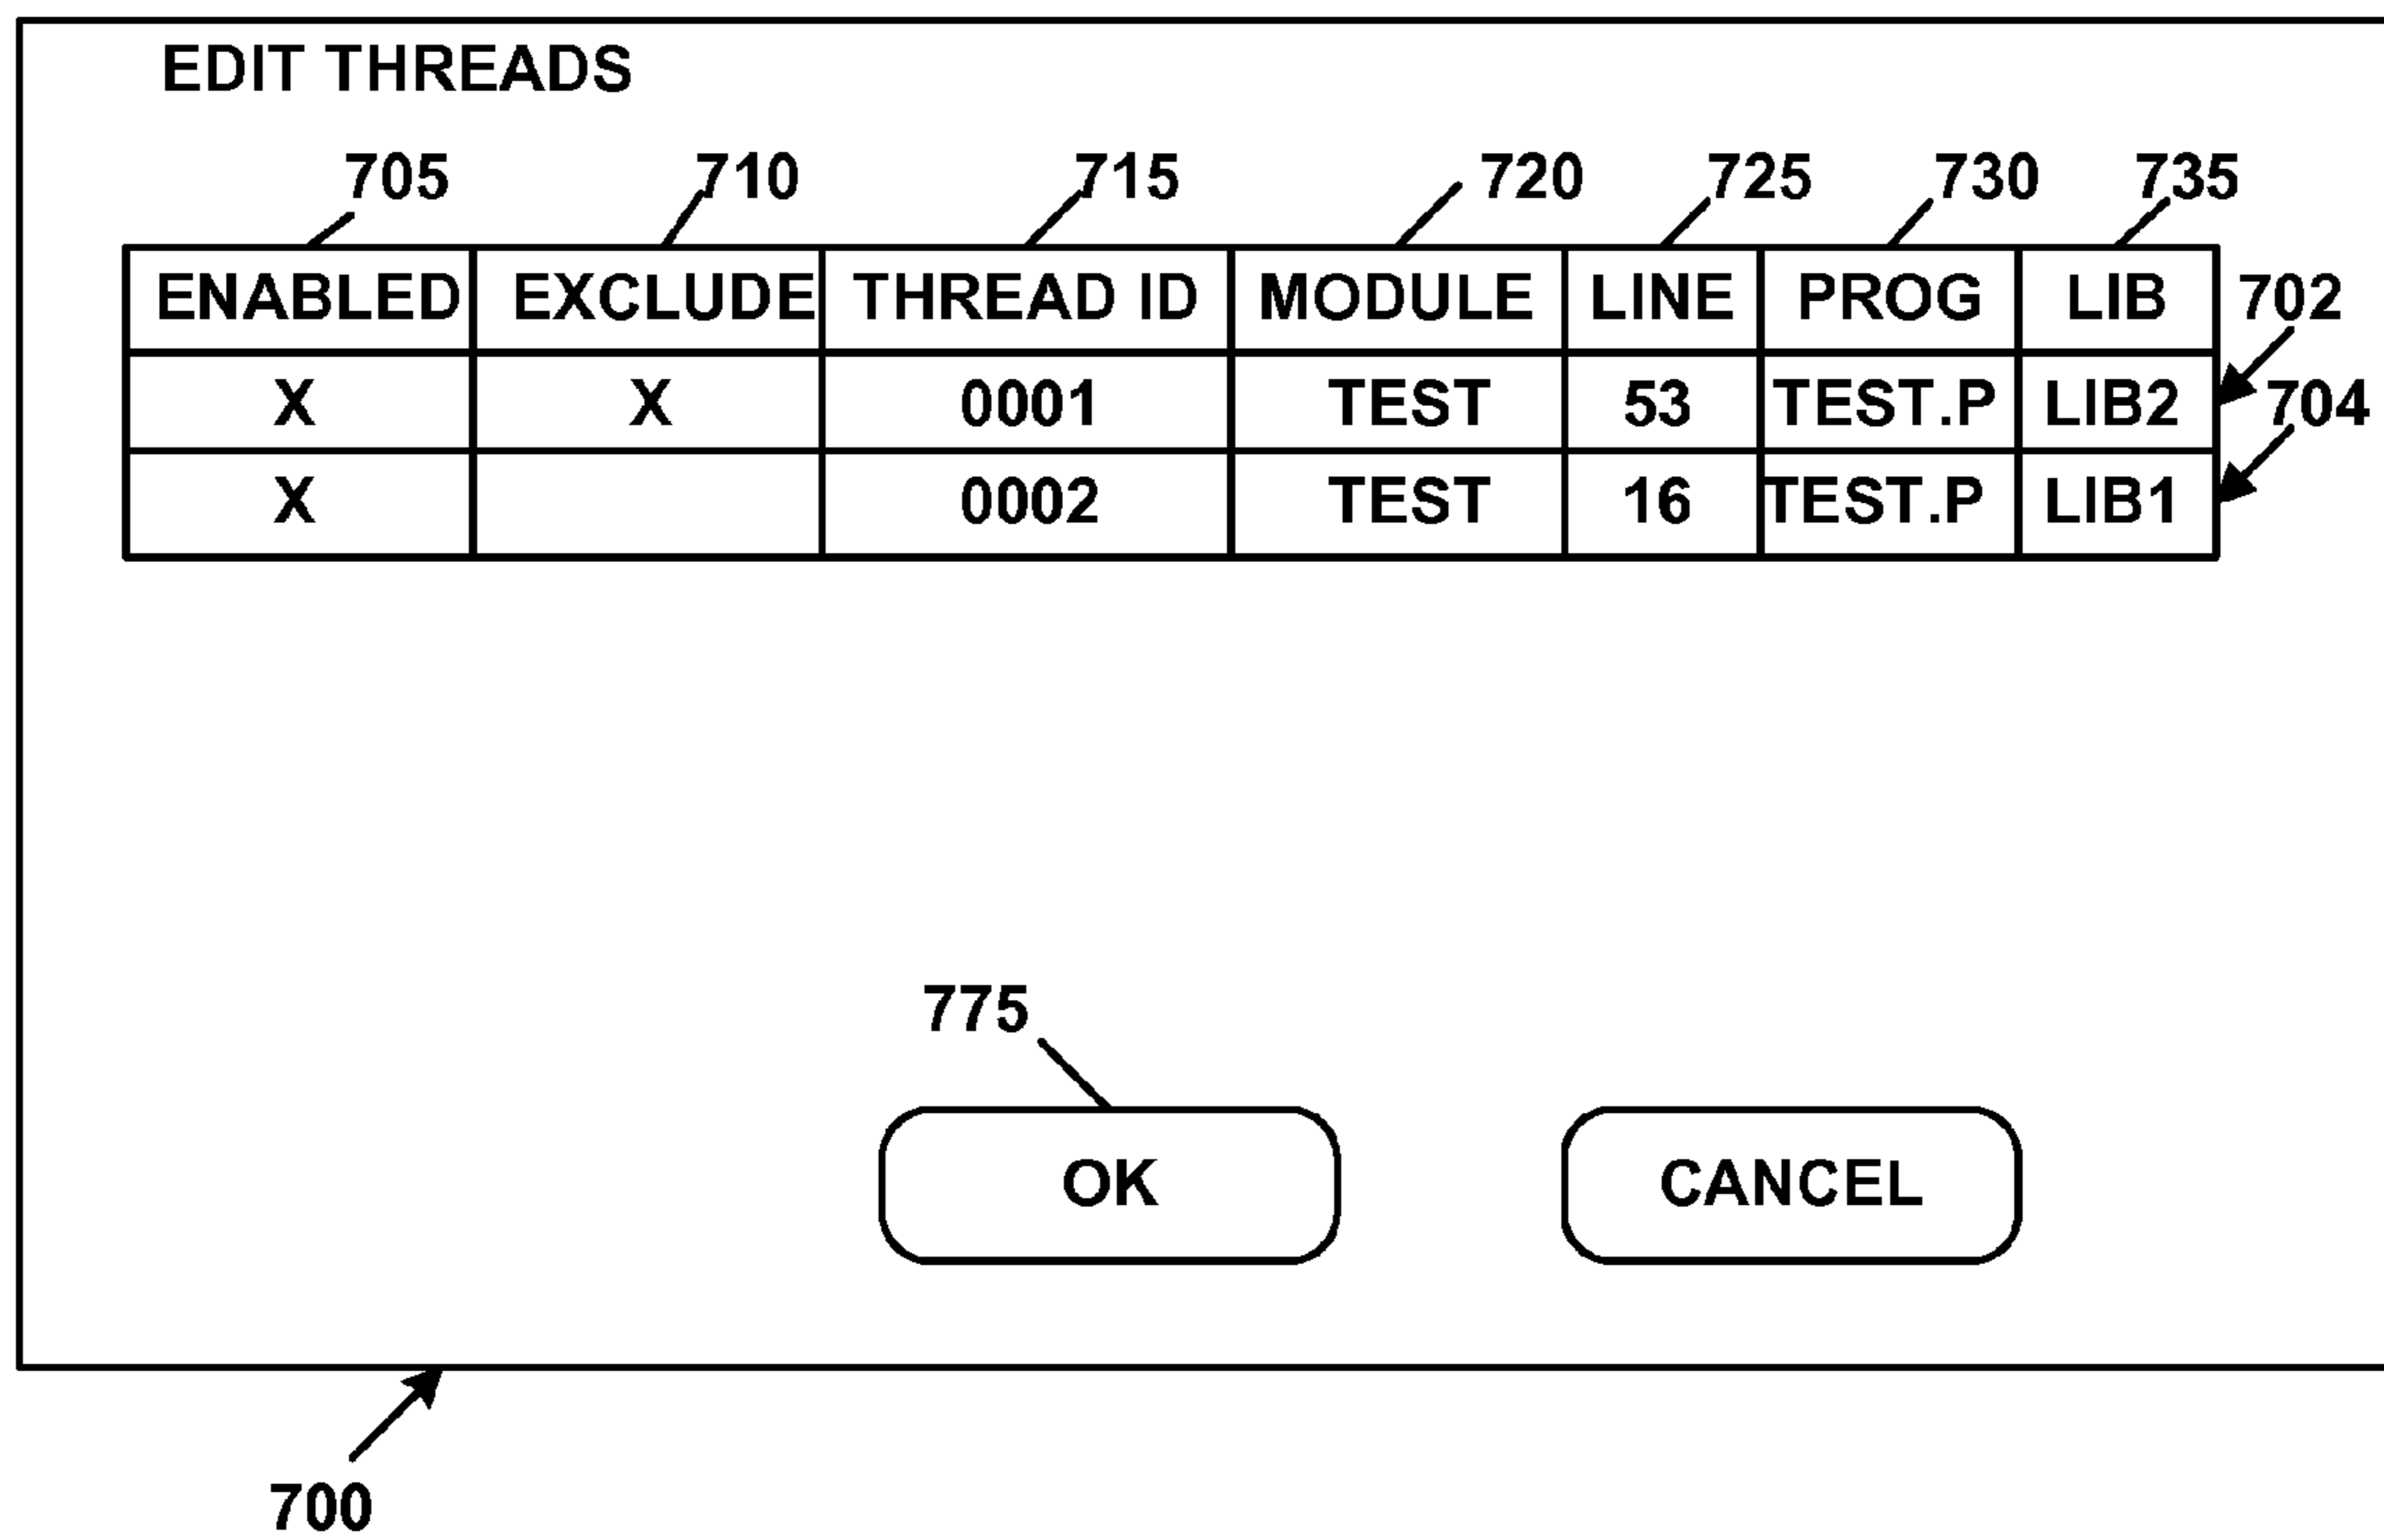 EDIT THREADS
705 710 715 720 725 730 735
ENABLED EXCLUDE THREAD ID MODULE LINE PROG LIB 702
X X 0001 TEST 53 TEST.P LIB2 704
X 0002 TEST 16 TEST.P LIB1
775
OK CANCEL
700